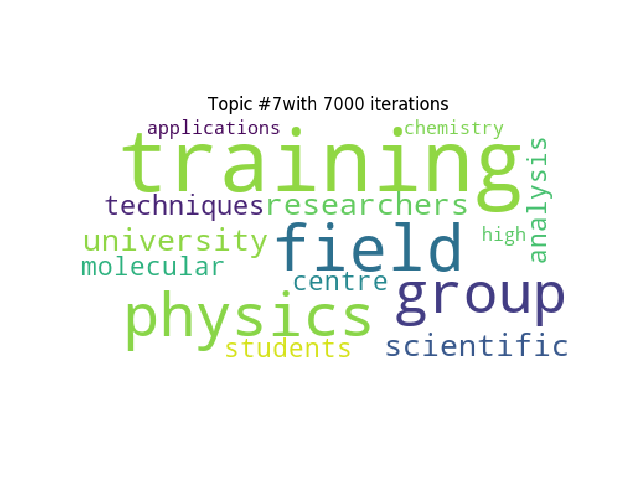 Topic #7with 7000 iterations
applications
chemistry
training
analysis
techniques
researchers
university
field
high
molecular
centre
group
physics
students
scientific